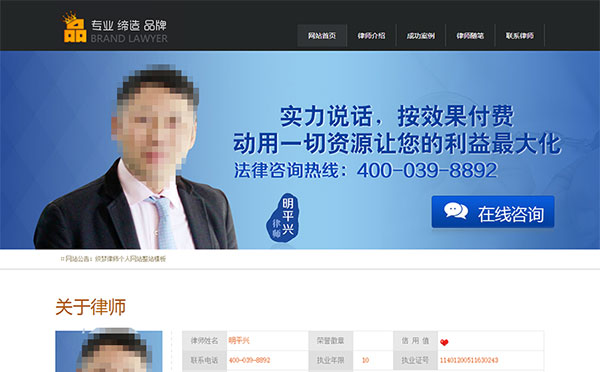 专业 缔造 品牌
BRAND LAWYER
网站首页 律师介绍 成功案例 律师随笔 联系律师
实力说话，按效果付费
动用一切资源让您的利益最大化
法律咨询热线：400-039-8892
明平兴
律师
在线咨询
网站公告：织梦律师个人网站整站模板
关于律师
律师姓名 明平兴 荣誉徽章 信 用 值
联系电话 400-039-8892 执业年限 10 执业证号 11401200511630243